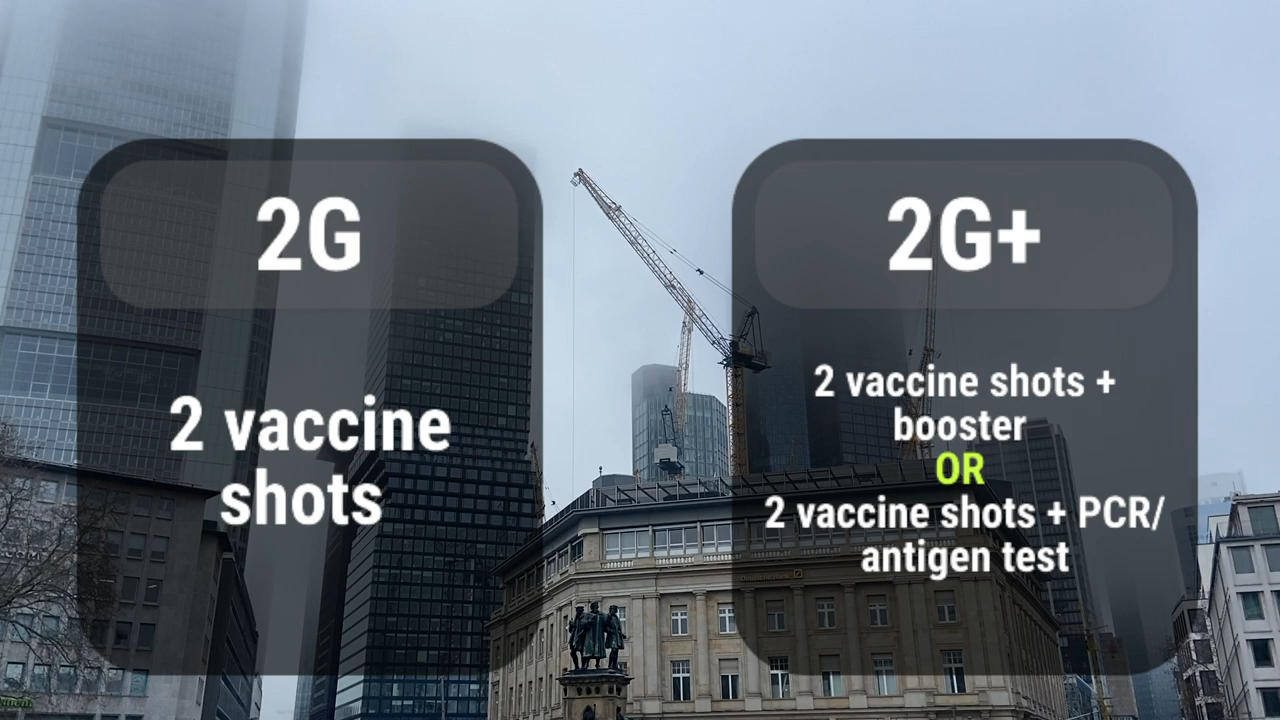 2G
2 vaccine
shots
2G+
2 vaccine shots +
booster
OR
2 vaccine shots + PCR/
antigen test